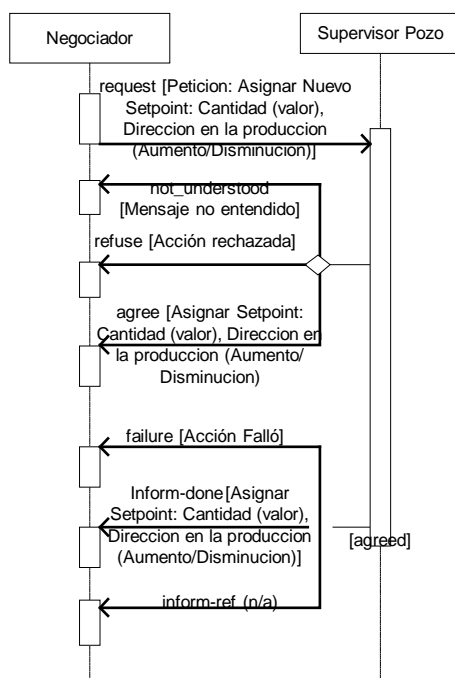 Negociador
Supervisor Pozo
request [Peticion: Asignar Nuevo
Setpoint: Cantidad (valor),
Direccion en la produccion
(Aumento/Disminucion)]
not_understood
[Mensaje no entendido]
refuse [Acción rechazada]
agree [Asignar Setpoint:
Cantidad (valor), Direccion en
la produccion (Aumento/
Disminucion)
failure [Acción Falló]
Inform-done[Asignar
Setpoint: Cantidad (valor),
Direccion en la produccion
(Aumento/Disminucion)]
[agreed]
inform-ref (n/a)